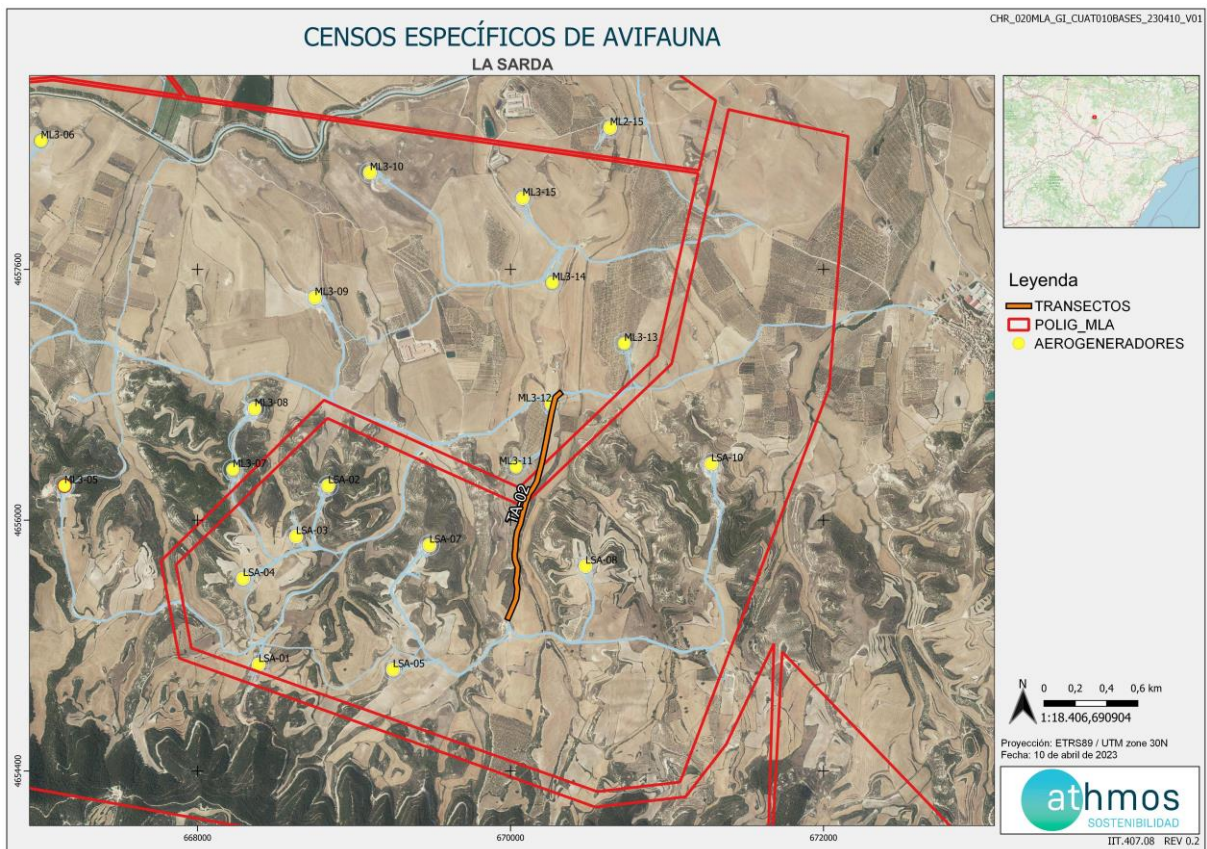 CHR_020MLA_GI_CUAT010BASES_230410_V01
CENSOS ESPECÍFICOS DE AVIFAUNA
LA SARDA
ML3-06
ML2-15
ML3-10
ML3-15
4657600
ML3-14
ML3-09
ML3-13
ML3-12
ML3-08
ML3-11
LSA-10
ML3-07
ML3-05
LSA-02
TA-02
4656000
LSA-03
LSA-07
LSA-04
LSA-08
LSA-01
LSA-05
4654400
668000
670000
672000
Leyenda
TRANSECTOS
POLIG_MLA
AEROGENERADORES
N
0 0,2 0,4 0,6 km
1:18.406,690904
Proyección: ETRS89 / UTM zone 30N
Fecha: 10 de abril de 2023
athmos
SOSTENIBILIDAD
IIT.407.08 REV 0.2